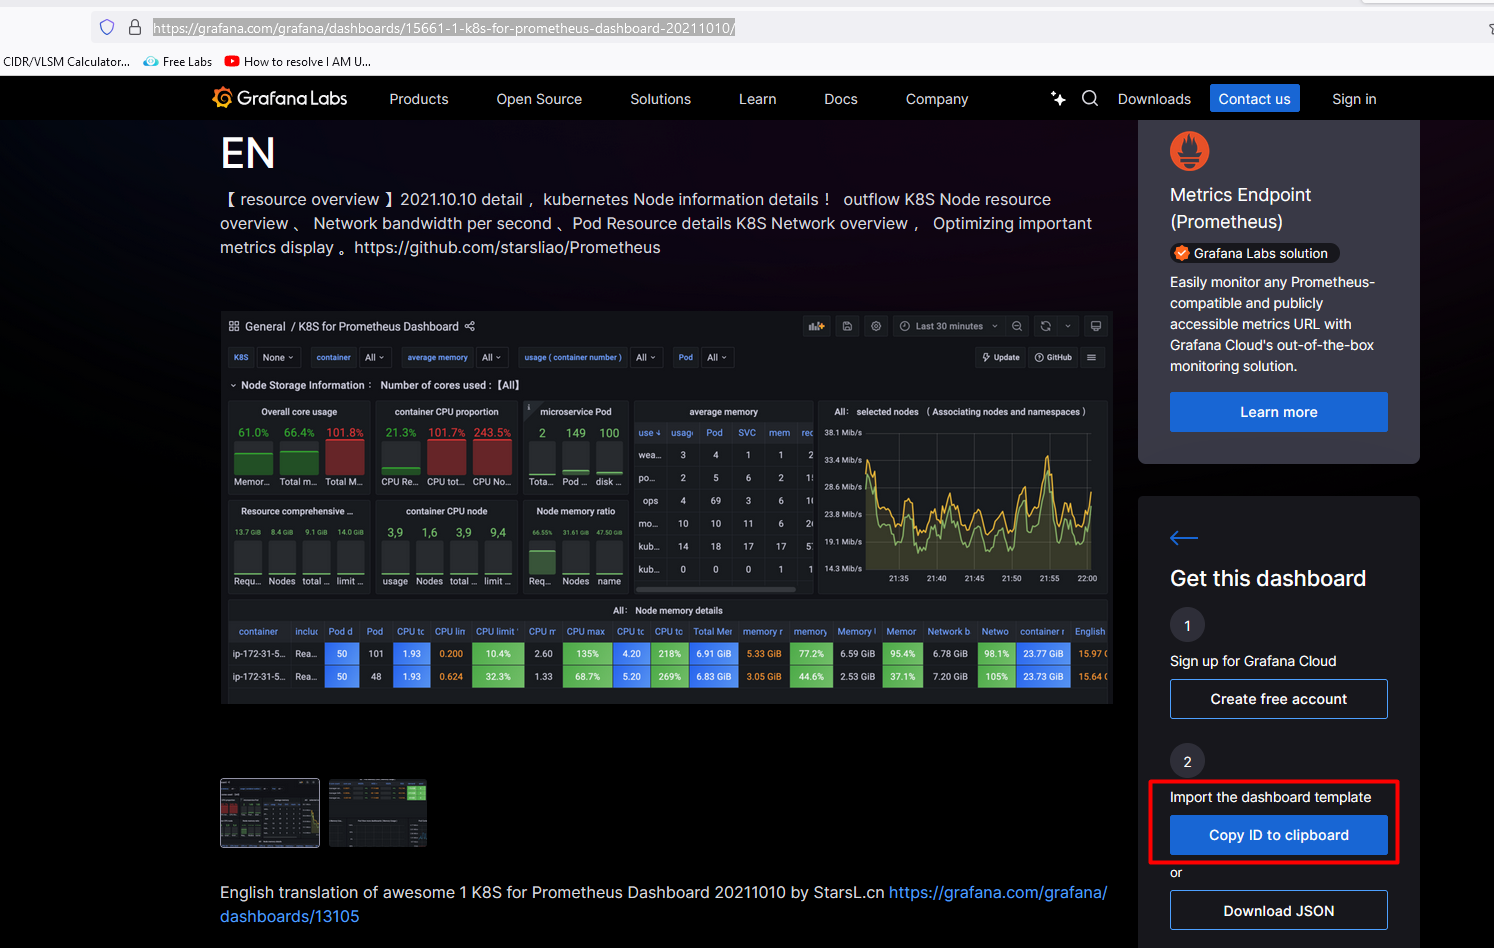 https://grafana.com/grafana/dashboards/15661-1-k8s-for-prometheus-dashboard-20211010/
CIDR/VLSM Calculator... Free Labs How to resolve I AM U...
Grafana Labs Products Open Source Solutions Learn Docs Company Downloads Contact us Sign in
EN
【 resource overview 】2021.10.10 detail ，kubernetes Node information details！ outflow K8S Node resource
overview 、 Network bandwidth per second 、Pod Resource details K8S Network overview ， Optimizing important
metrics display 。https://github.com/starsliao/Prometheus
General / K8S for Prometheus Dashboard Last 30 minutes
K8S None container All average memory All usage ( container number ) All Pod All Update GitHub
Node Storage Information： Number of cores used :【All】
Overall core usage
61.0% 66.4% 101.8%
Memor... Total m... Total M...
container CPU proportion
21.3% 101.7% 243.5%
CPU Re... CPU tot... CPU No...
microservice Pod
2 149 100
Tota... Pod ... disk ...
average memory
use usag Pod SVC mem rec
wea... 3 4 1 1 2
po... 2 5 6 2
ops 4 69 3 6
mo... 10 10 11 6
kub... 14 18 17 17
kub... 0 0 0 1
All： selected nodes （ Associating nodes and namespaces ）
38.1 Mib/s
33.4 Mib/s
28.6 Mib/s
23.8 Mib/s
19.1 Mib/s
14.3 Mib/s
21:35 21:40 21:45 21:50 21:55 22:00
Resource comprehensive ...
13.7 GiB 8.4 GiB 9.1 GiB 14.0 GiB
Requ... Nodes total ... limit ...
container CPU node
3,9 1,6 3,9 9,4
usage Nodes total ... limit ...
Node memory ratio
66.55% 31.61 GiB 47.50 GiB
Req... Nodes name
All： Node memory details
container incluc Pod d Pod CPU tc CPU lim CPU limit CPU m CPU max CPU tc CPU tc Total Mer memory r memory Memory Memor Network b Netwo container r English
ip-172-31-5... Rea... 50 101 1.93 0.200 10.4% 2.60 135% 4.20 218% 6.91 GiB 5.33 GiB 77.2% 6.59 GiB 95.4% 6.78 GiB 98.1% 23.77 GiB 15.97
ip-172-31-5... Rea... 50 48 1.93 0.624 32.3% 1.33 68.7% 5.20 269% 6.83 GiB 3.05 GiB 44.6% 2.53 GiB 37.1% 7.20 GiB 105% 23.73 GiB 15.64
English translation of awesome 1 K8S for Prometheus Dashboard 20211010 by StarsL.cn https://grafana.com/grafana/
dashboards/13105
Metrics Endpoint
(Prometheus)
Grafana Labs solution
Easily monitor any Prometheus-
compatible and publicly
accessible metrics URL with
Grafana Cloud's out-of-the-box
monitoring solution.
Learn more
Get this dashboard
1
Sign up for Grafana Cloud
Create free account
2
Import the dashboard template
Copy ID to clipboard
or
Download JSON